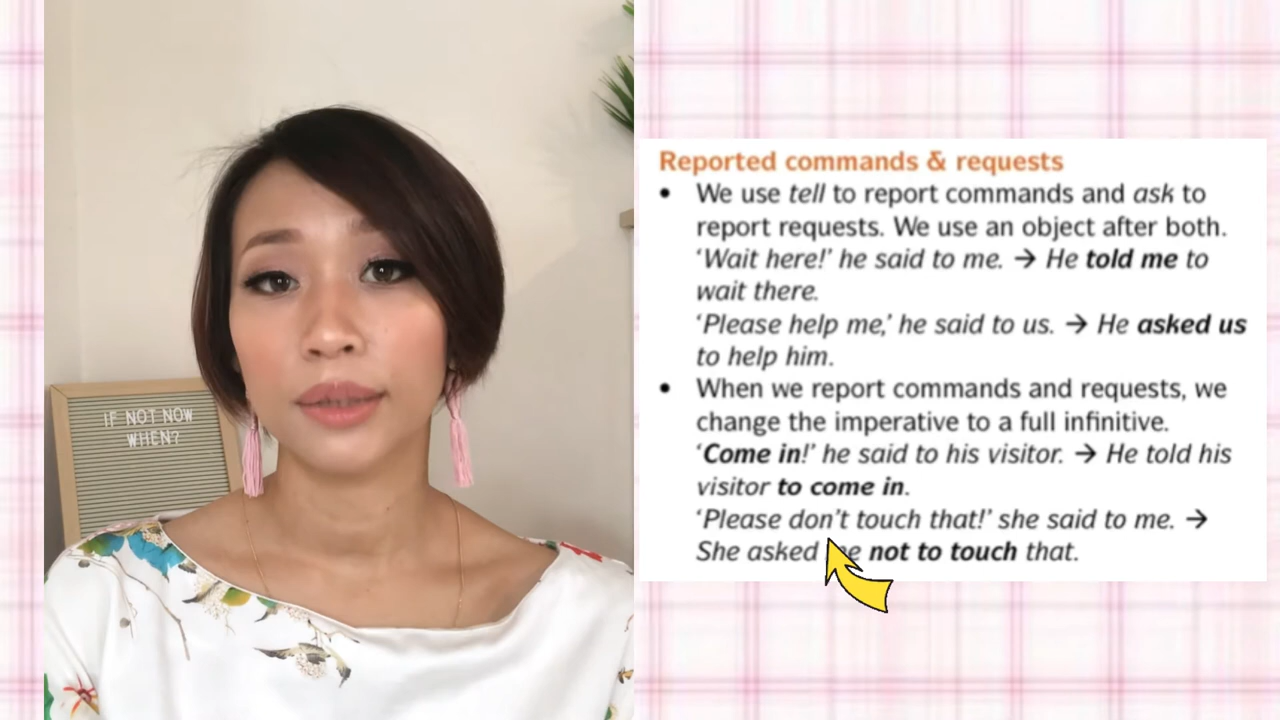 IF NOT NOW
WHEN?
Reported commands & requests
• We use tell to report commands and ask to
report requests. We use an object after both.
‘Wait here!’ he said to me. → He told me to
wait there.
‘Please help me,’ he said to us. → He asked us
to help him.
• When we report commands and requests, we
change the imperative to a full infinitive.
‘Come in!’ he said to his visitor. → He told his
visitor to come in.
‘Please don’t touch that!’ she said to me. →
She asked me not to touch that.